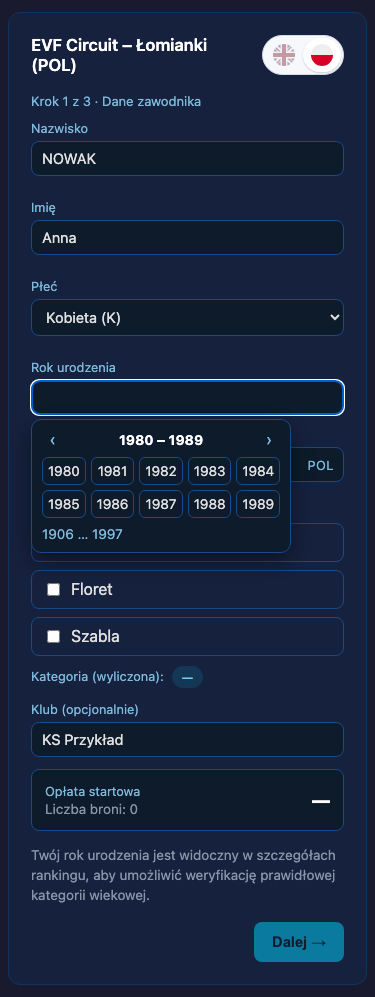 EVF Circuit – Łomianki
(POL)
Krok 1 z 3 · Dane zawodnika
Nazwisko
NOWAK
Imię
Anna
Płeć
Kobieta (K)
Rok urodzenia
‹ 1980 – 1989 ›
1980 1981 1982 1983 1984
1985 1986 1987 1988 1989
1906 … 1997
POL
Floret
Szabla
Kategoria (wyliczona): —
Klub (opcjonalnie)
KS Przykład
Opłata startowa
Liczba broni: 0
—
Twój rok urodzenia jest widoczny w szczegółach
rankingu, aby umożliwić weryfikację prawidłowej
kategorii wiekowej.
Dalej →